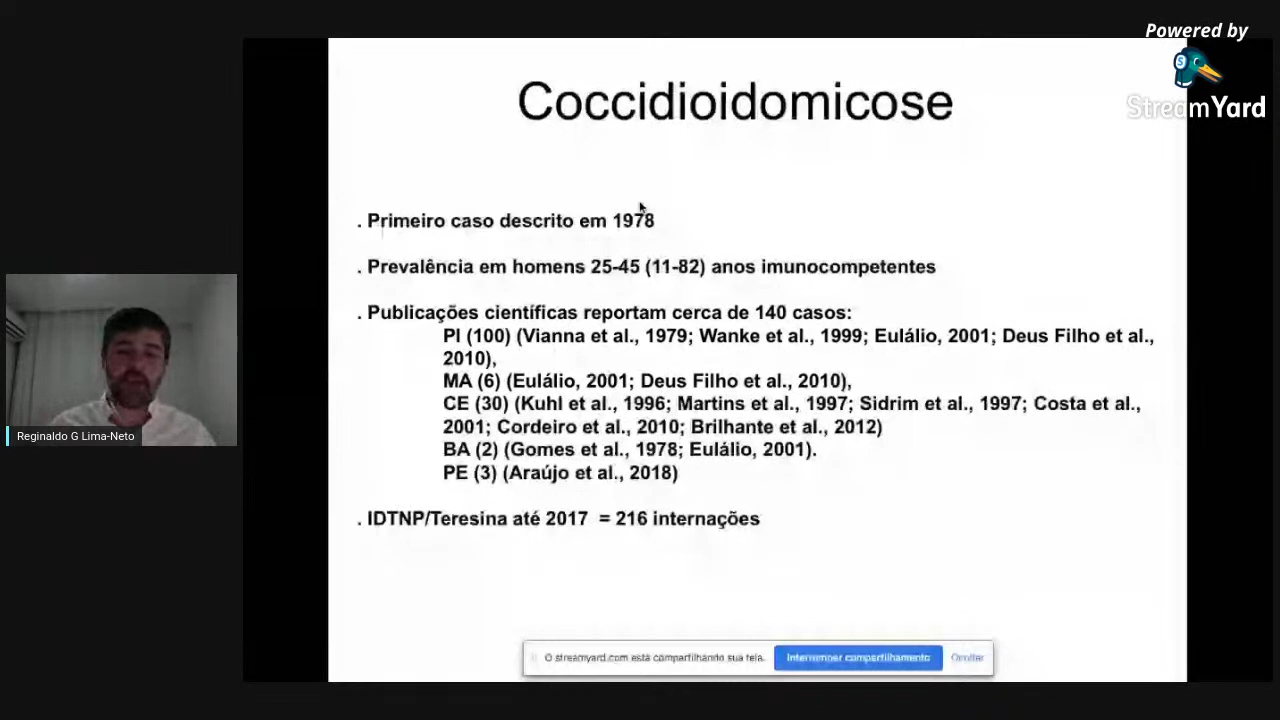 Powered by
StreamYard
Coccidioidomicose
. Primeiro caso descrito em 1978
. Prevalência em homens 25-45 (11-82) anos imunocompetentes
. Publicações científicas reportam cerca de 140 casos:
PI (100) (Vianna et al., 1979; Wanke et al., 1999; Eulálio, 2001; Deus Filho et al.,
2010),
MA (6) (Eulálio, 2001; Deus Filho et al., 2010),
CE (30) (Kuhl et al., 1996; Martins et al., 1997; Sidrim et al., 1997; Costa et al.,
2001; Cordeiro et al., 2010; Brilhante et al., 2012)
BA (2) (Gomes et al., 1978; Eulálio, 2001).
PE (3) (Araújo et al., 2018)
. IDTNP/Teresina até 2017 = 216 internações
Reginaldo G Lima-Neto
O streamyard.com está compartilhando sua tela. Interromper compartilhamento Ocultar